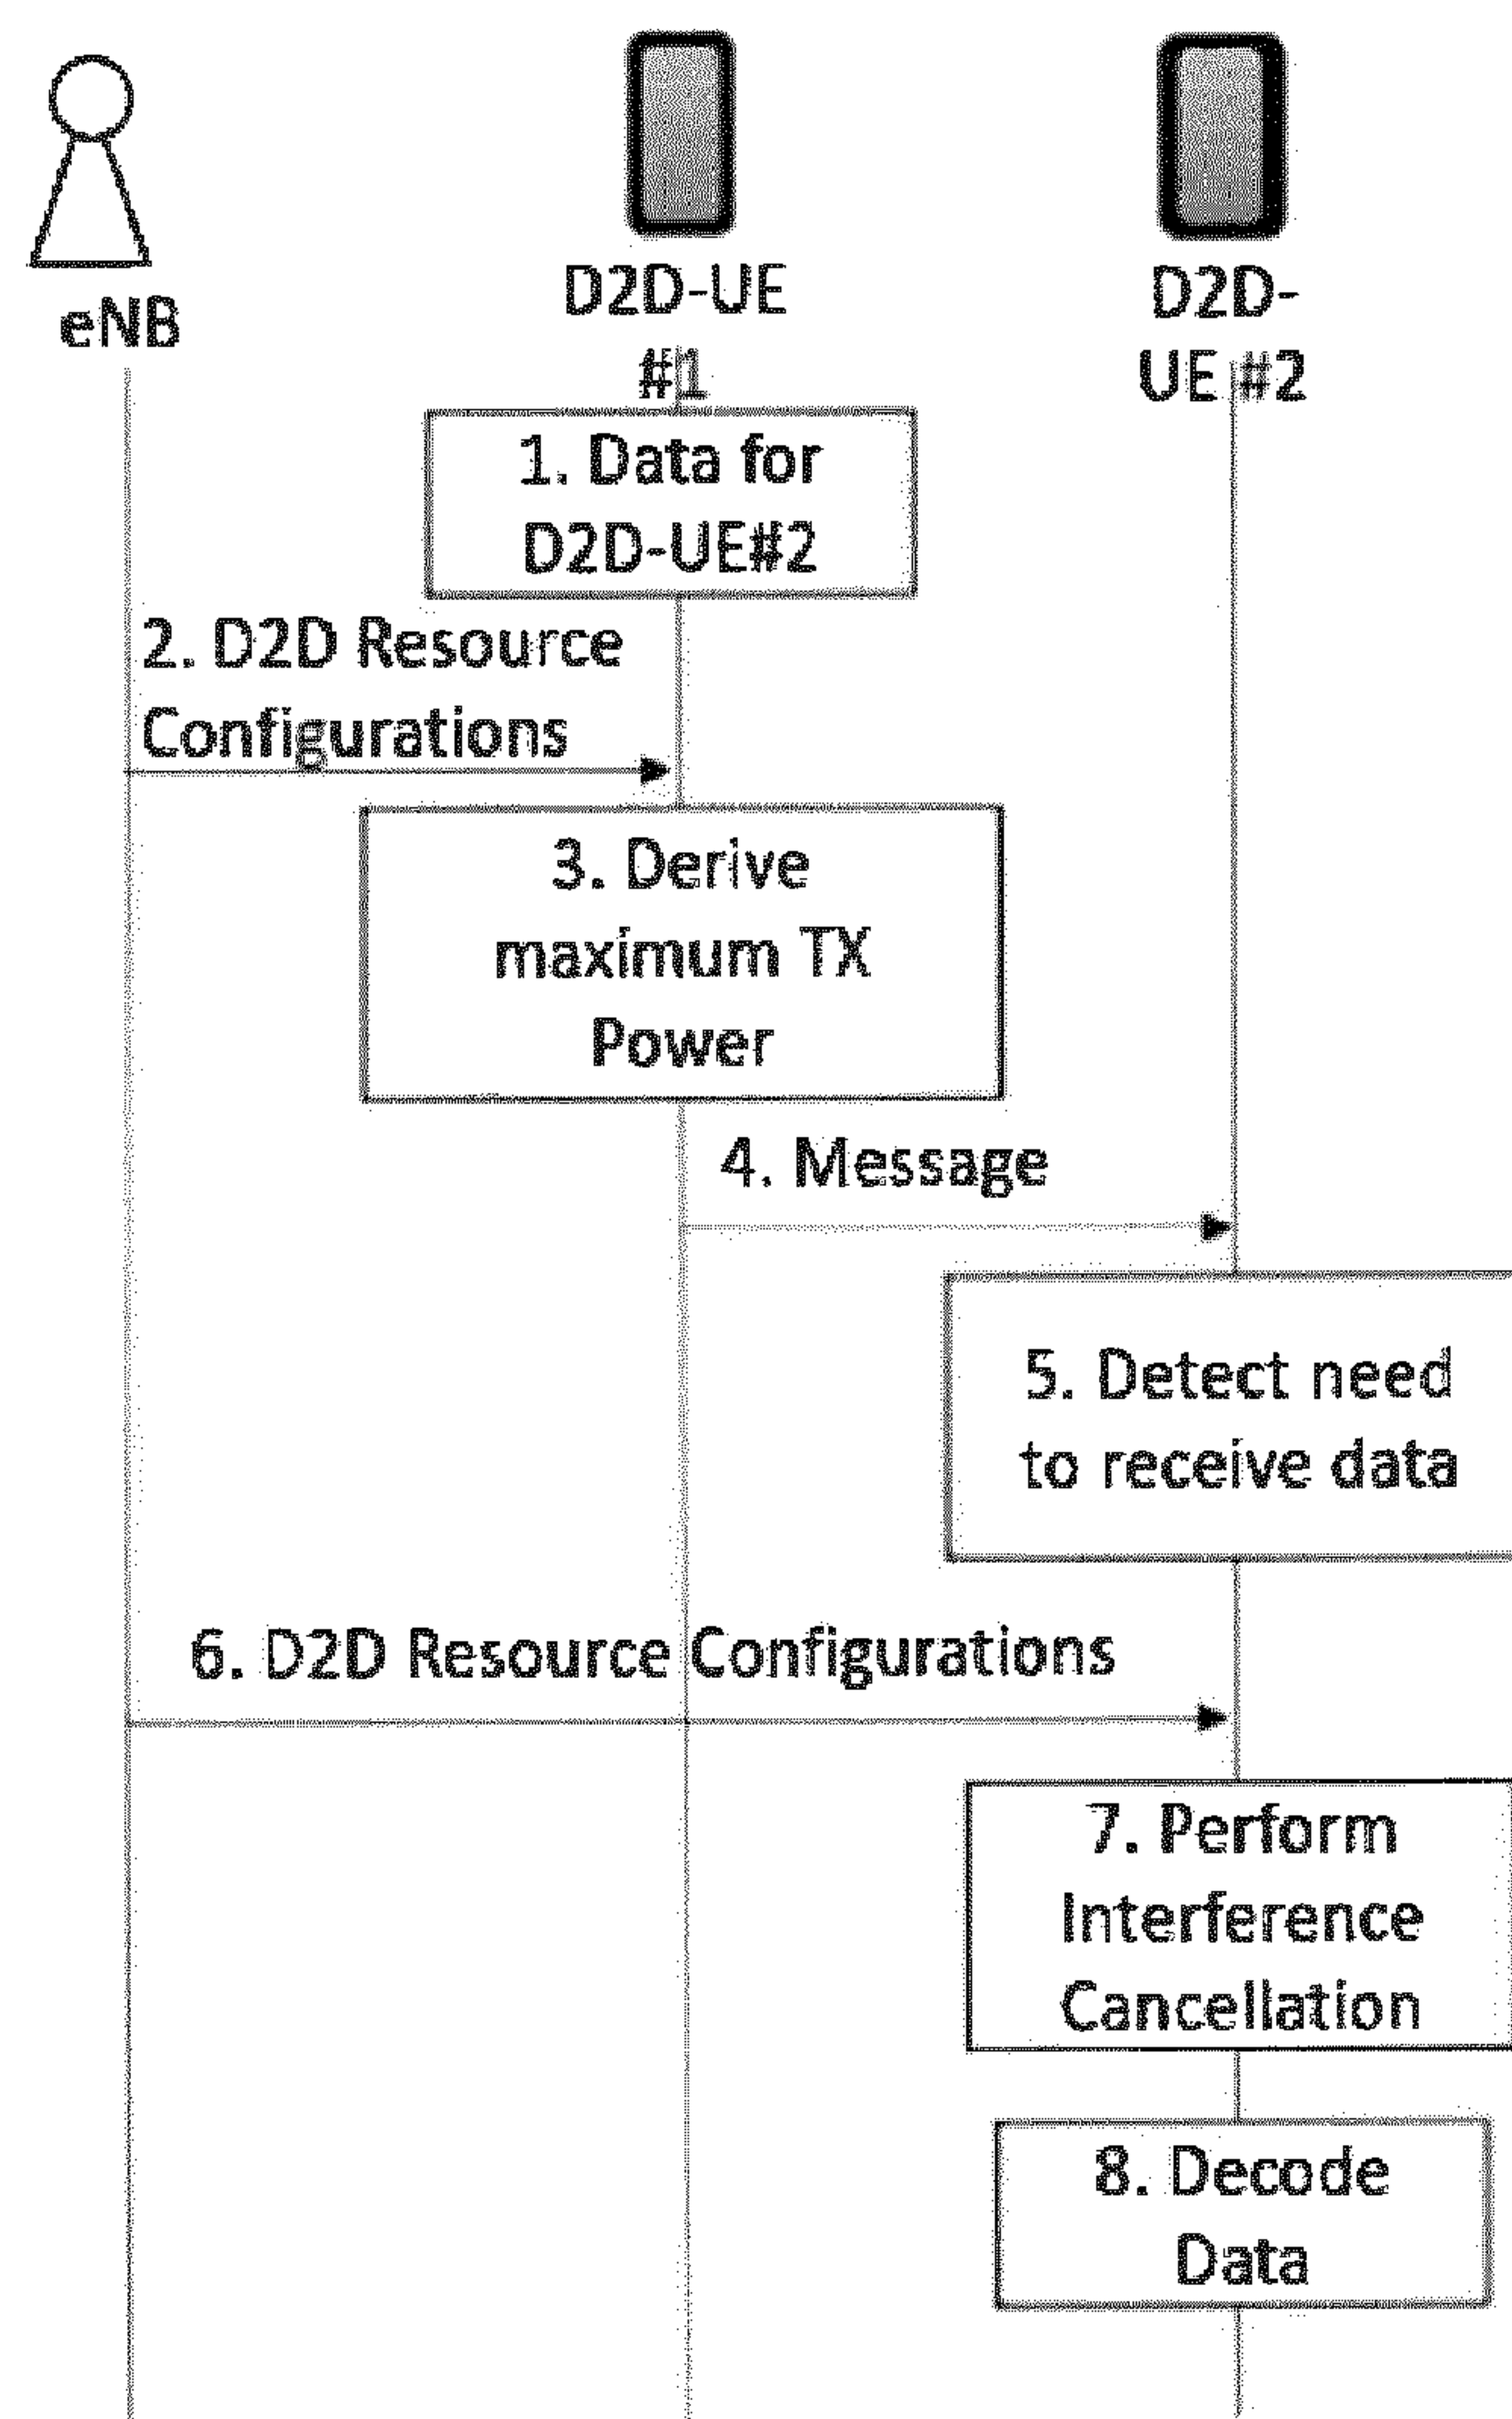 eNB
D2D-UE
#1
D2D-
UE #2
1. Data for
D2D-UE#2
2. D2D Resource
Configurations
3. Derive
maximum TX
Power
4. Message
5. Detect need
to receive data
6. D2D Resource Configurations
7. Perform
Interference
Cancellation
8. Decode
Data